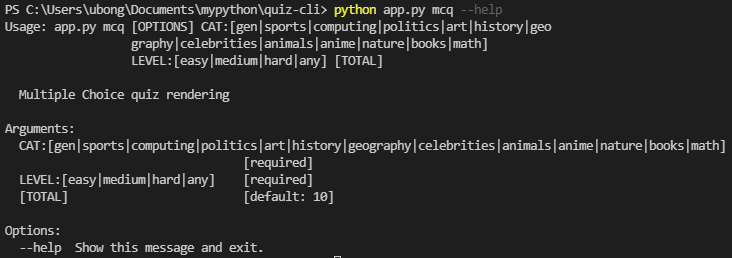 PS C:\Users\ubong\Documents\mypython\quiz-cli> python app.py mcq --help
Usage: app.py mcq [OPTIONS] CAT:[gen|sports|computing|politics|art|history|geo
graphy|celebrities|animals|anime|nature|books|math]
LEVEL:[easy|medium|hard|any] [TOTAL]
Multiple Choice quiz rendering
Arguments:
CAT:[gen|sports|computing|politics|art|history|geography|celebrities|animals|anime|nature|books|math]
[required]
LEVEL:[easy|medium|hard|any] [required]
[TOTAL] [default: 10]
Options:
--help Show this message and exit.